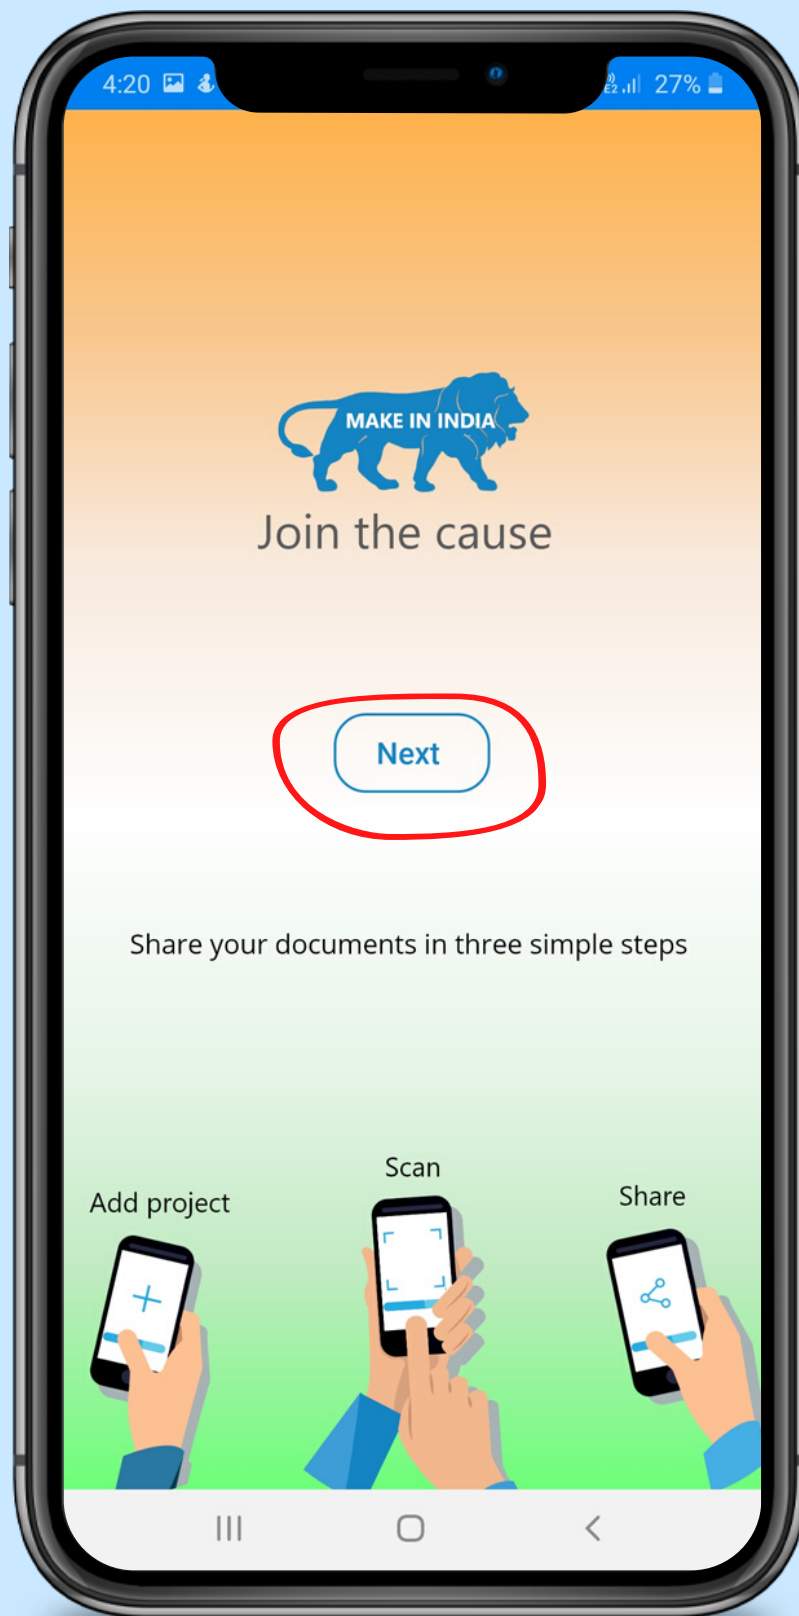 4:20 27%
MAKE IN INDIA
Join the cause
Next
Share your documents in three simple steps
Scan
Add project
Share